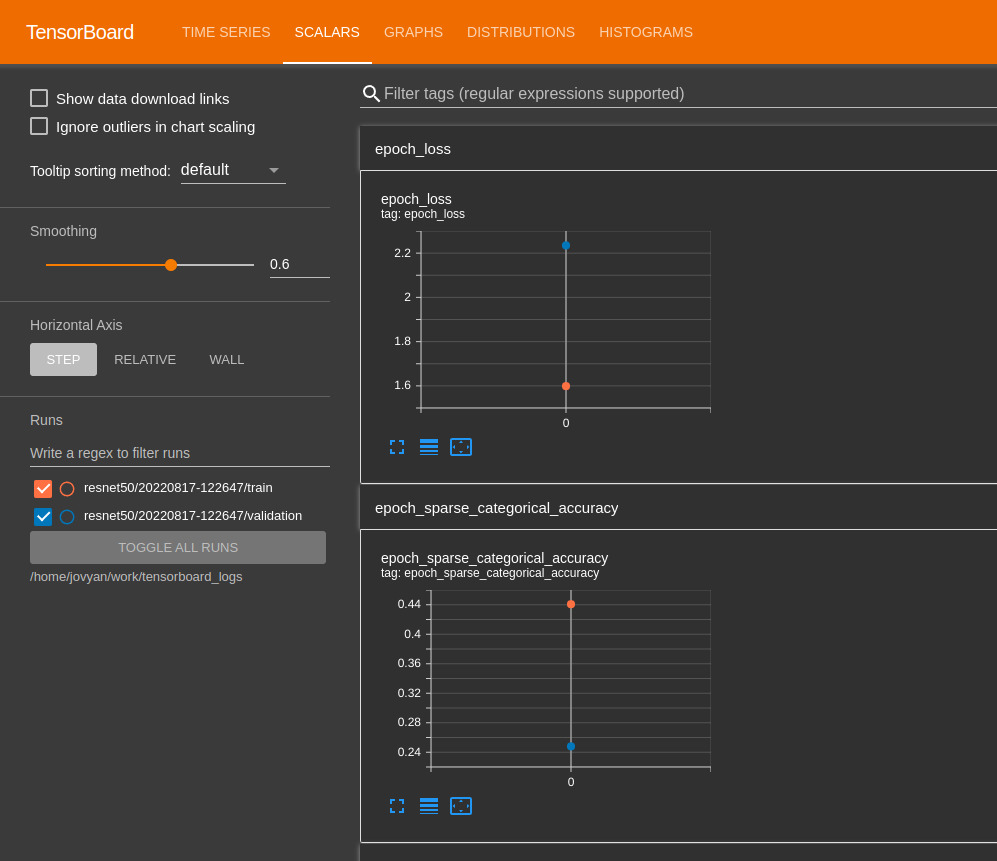 TensorBoard
TIME SERIES SCALARS GRAPHS DISTRIBUTIONS HISTOGRAMS
Show data download links
Ignore outliers in chart scaling
Tooltip sorting method: default
Smoothing
0.6
Horizontal Axis
STEP RELATIVE WALL
Runs
Write a regex to filter runs
resnet50/20220817-122647/train
resnet50/20220817-122647/validation
TOGGLE ALL RUNS
/home/jovyan/work/tensorboard_logs
Filter tags (regular expressions supported)
epoch_loss
epoch_loss
tag: epoch_loss
2.2
2
1.8
1.6
0
epoch_sparse_categorical_accuracy
epoch_sparse_categorical_accuracy
tag: epoch_sparse_categorical_accuracy
0.44
0.4
0.36
0.32
0.28
0.24
0